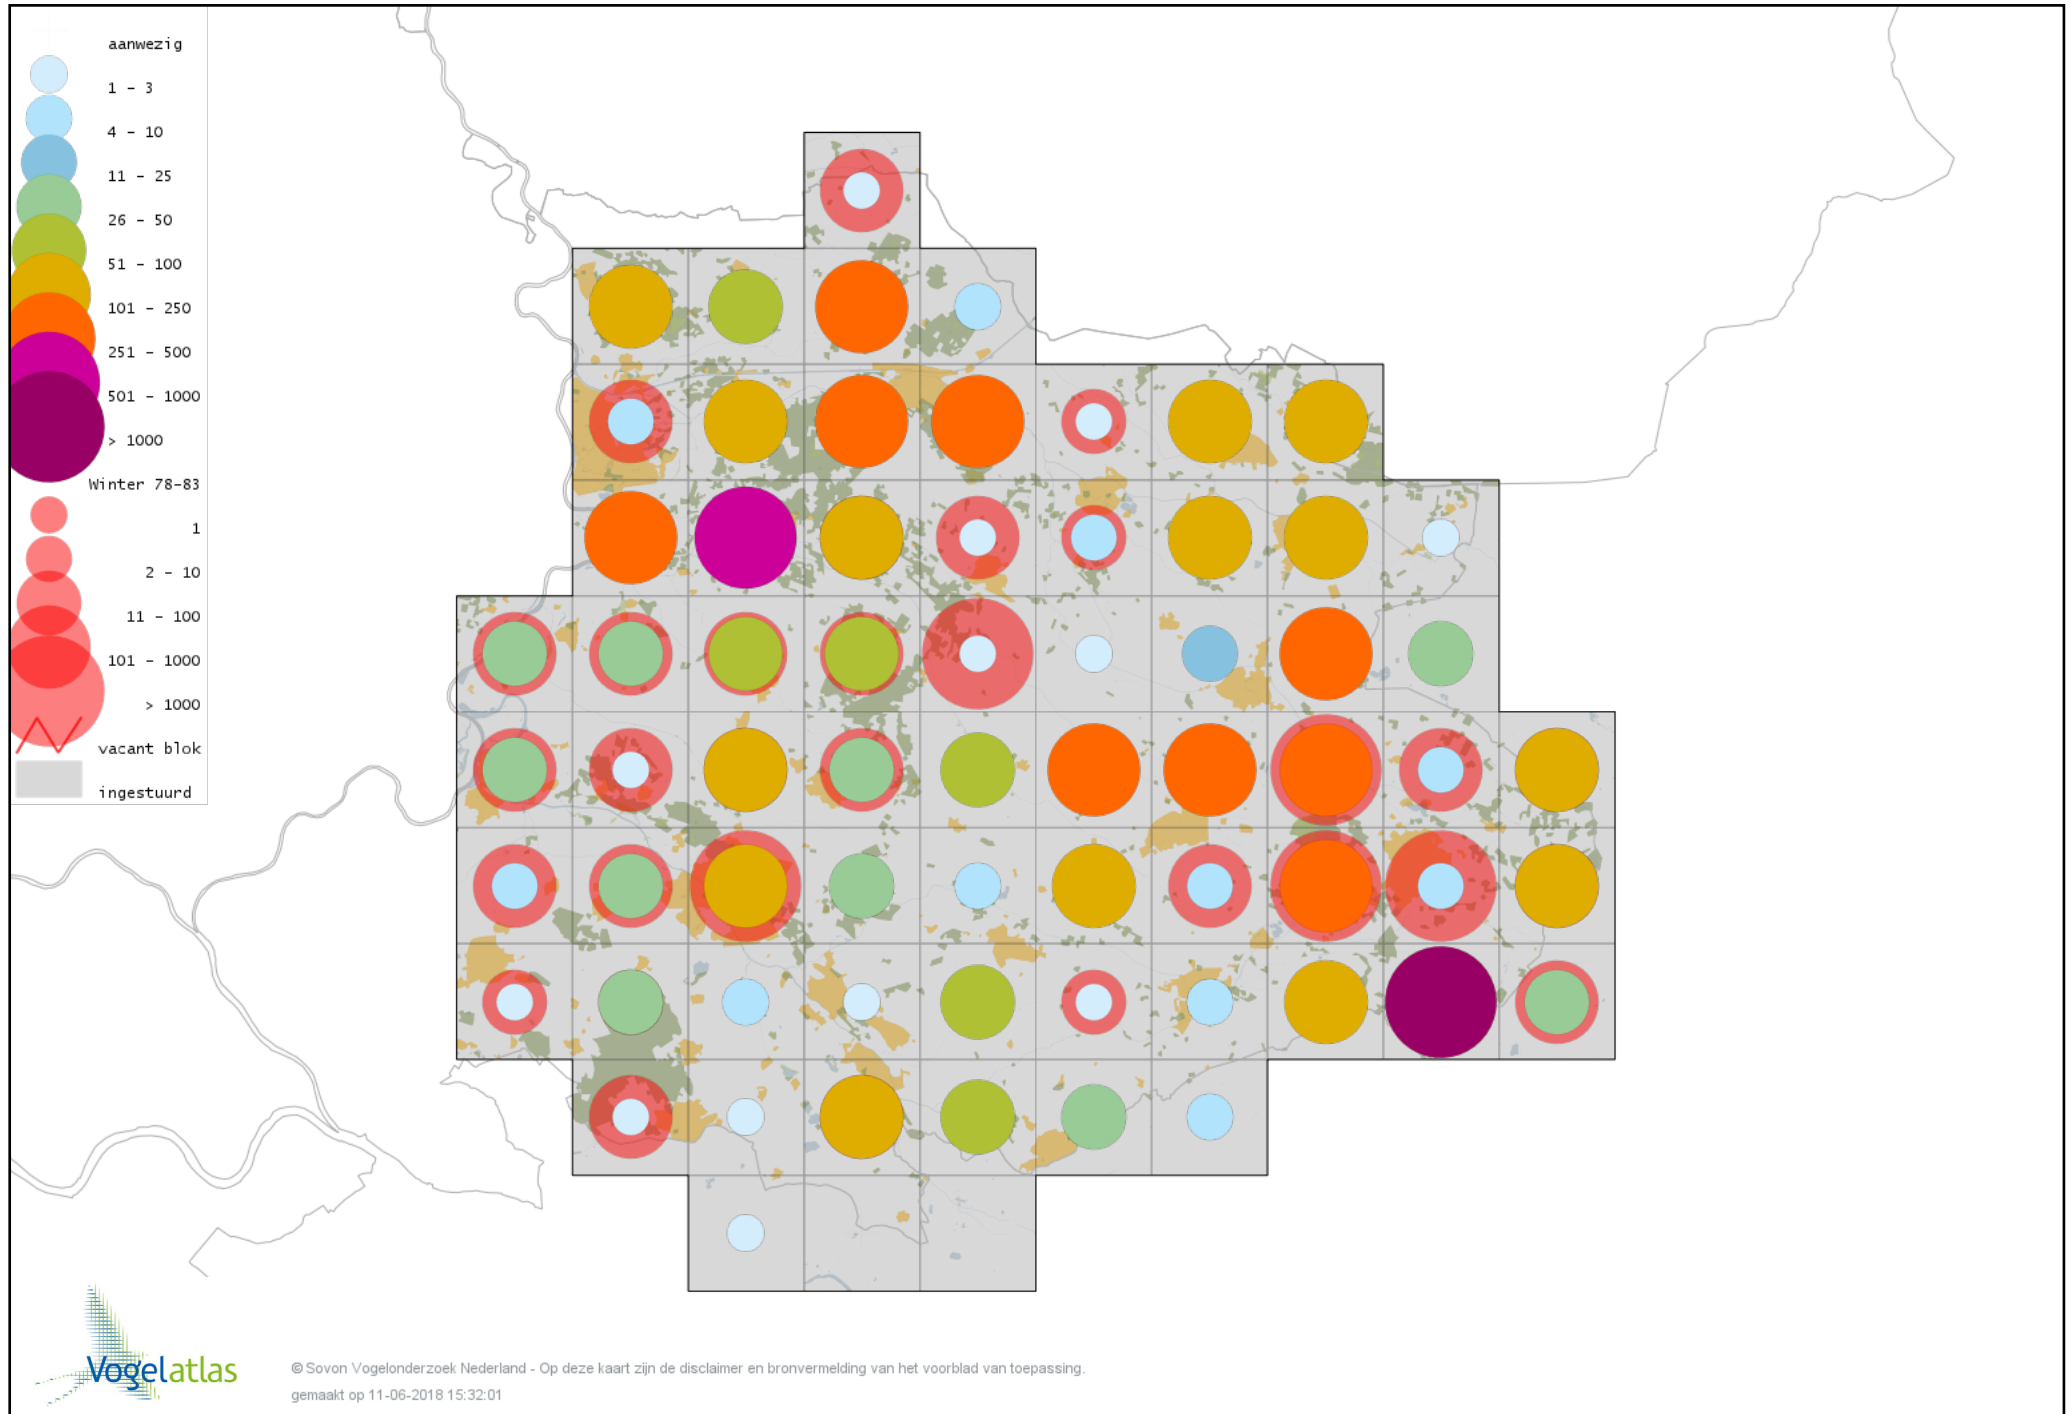 aanwezig
1 – 3
4 – 10
11 – 25
26 – 50
51 – 100
101 – 250
251 – 500
501 – 1000
> 1000
Winter 78-83
1
2 – 10
11 – 100
101 – 1000
> 1000
vacant blok
ingestuurd
Vogelatlas
© Sovon Vogelonderzoek Nederland - Op deze kaart zijn de disclaimer en bronvermelding van het voorblad van toepassing.
gemaakt op 11-06-2018 15:32:01